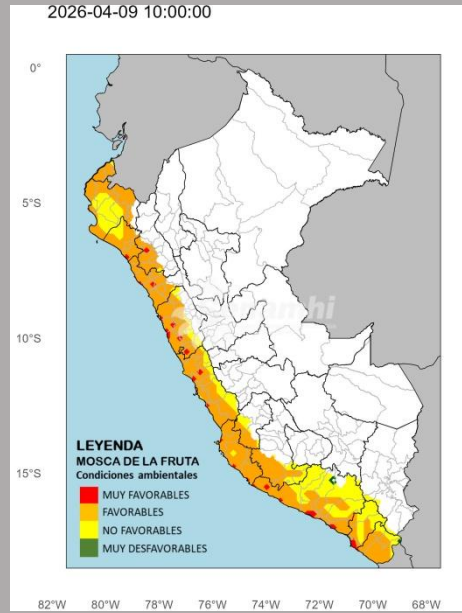 2026-04-09 10:00:00
0°
5°S
10°S
15°S
LEYENDA
MOSCA DE LA FRUTA
Condiciones ambientales
MUY FAVORABLES
FAVORABLES
NO FAVORABLES
MUY DESFAVORABLES
82°W 80°W 78°W 76°W 74°W 72°W 70°W 68°W